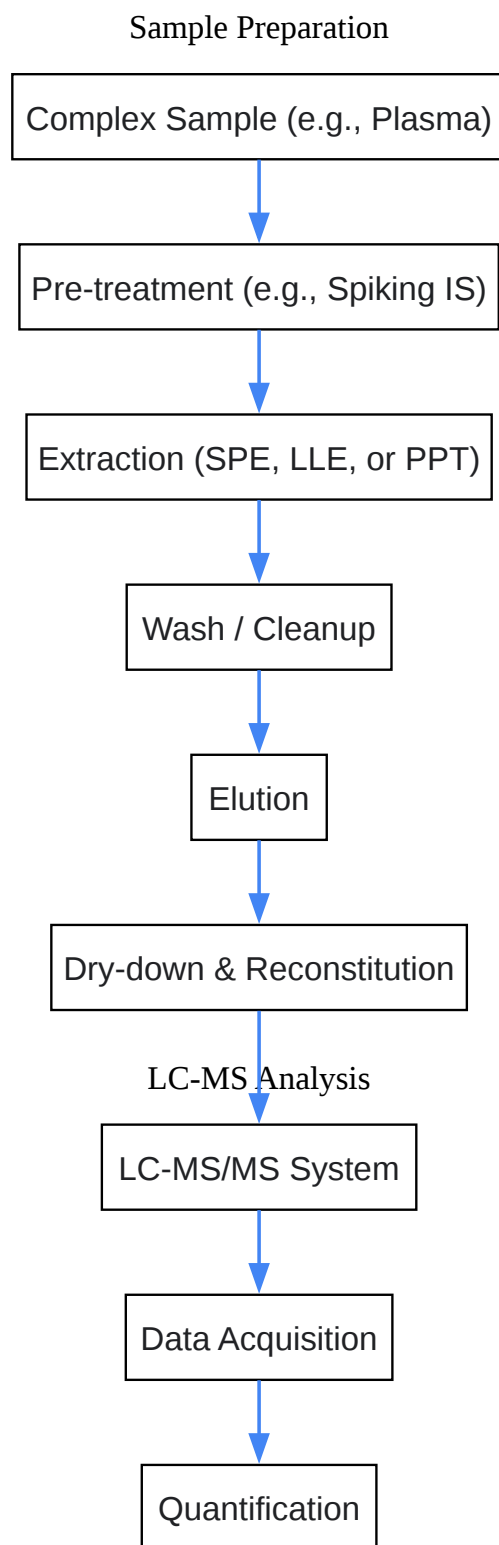 Sample Preparation
Complex Sample (e.g., Plasma)
Pre-treatment (e.g., Spiking IS)
Extraction (SPE, LLE, or PPT)
Wash / Cleanup
Elution
Dry-down & Reconstitution
LC-MS Analysis
LC-MS/MS System
Data Acquisition
Quantification